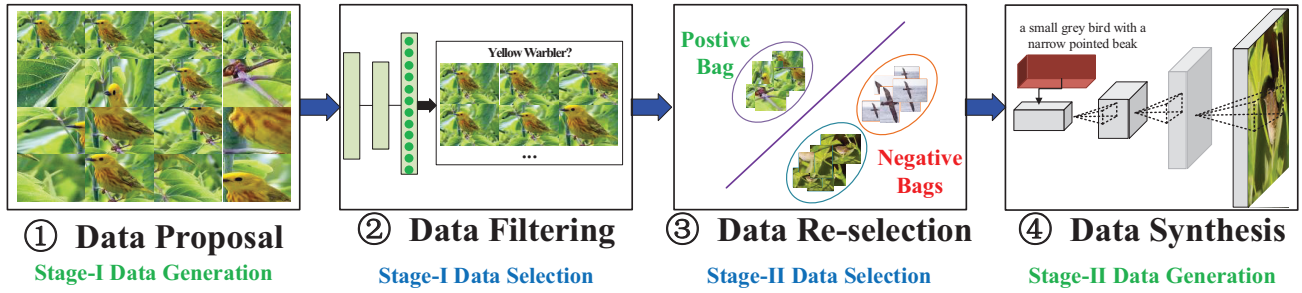 Yellow Warbler?
...
Postive
Bag
Negative
Bags
a small grey bird with a
narrow pointed beak
① Data Proposal
② Data Filtering
③ Data Re-selection
④ Data Synthesis
Stage-I Data Generation
Stage-I Data Selection
Stage-II Data Selection
Stage-II Data Generation